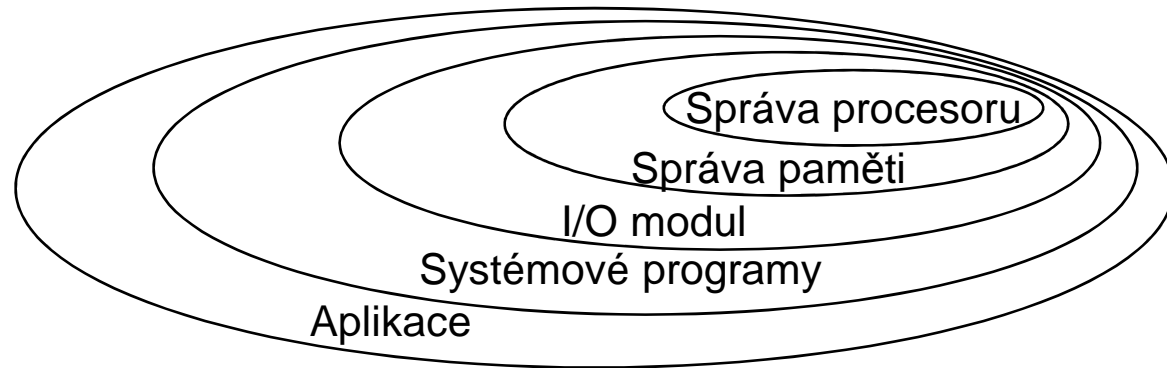 Správa procesoru
Správa paměti
I/O modul
Systémové programy
Aplikace